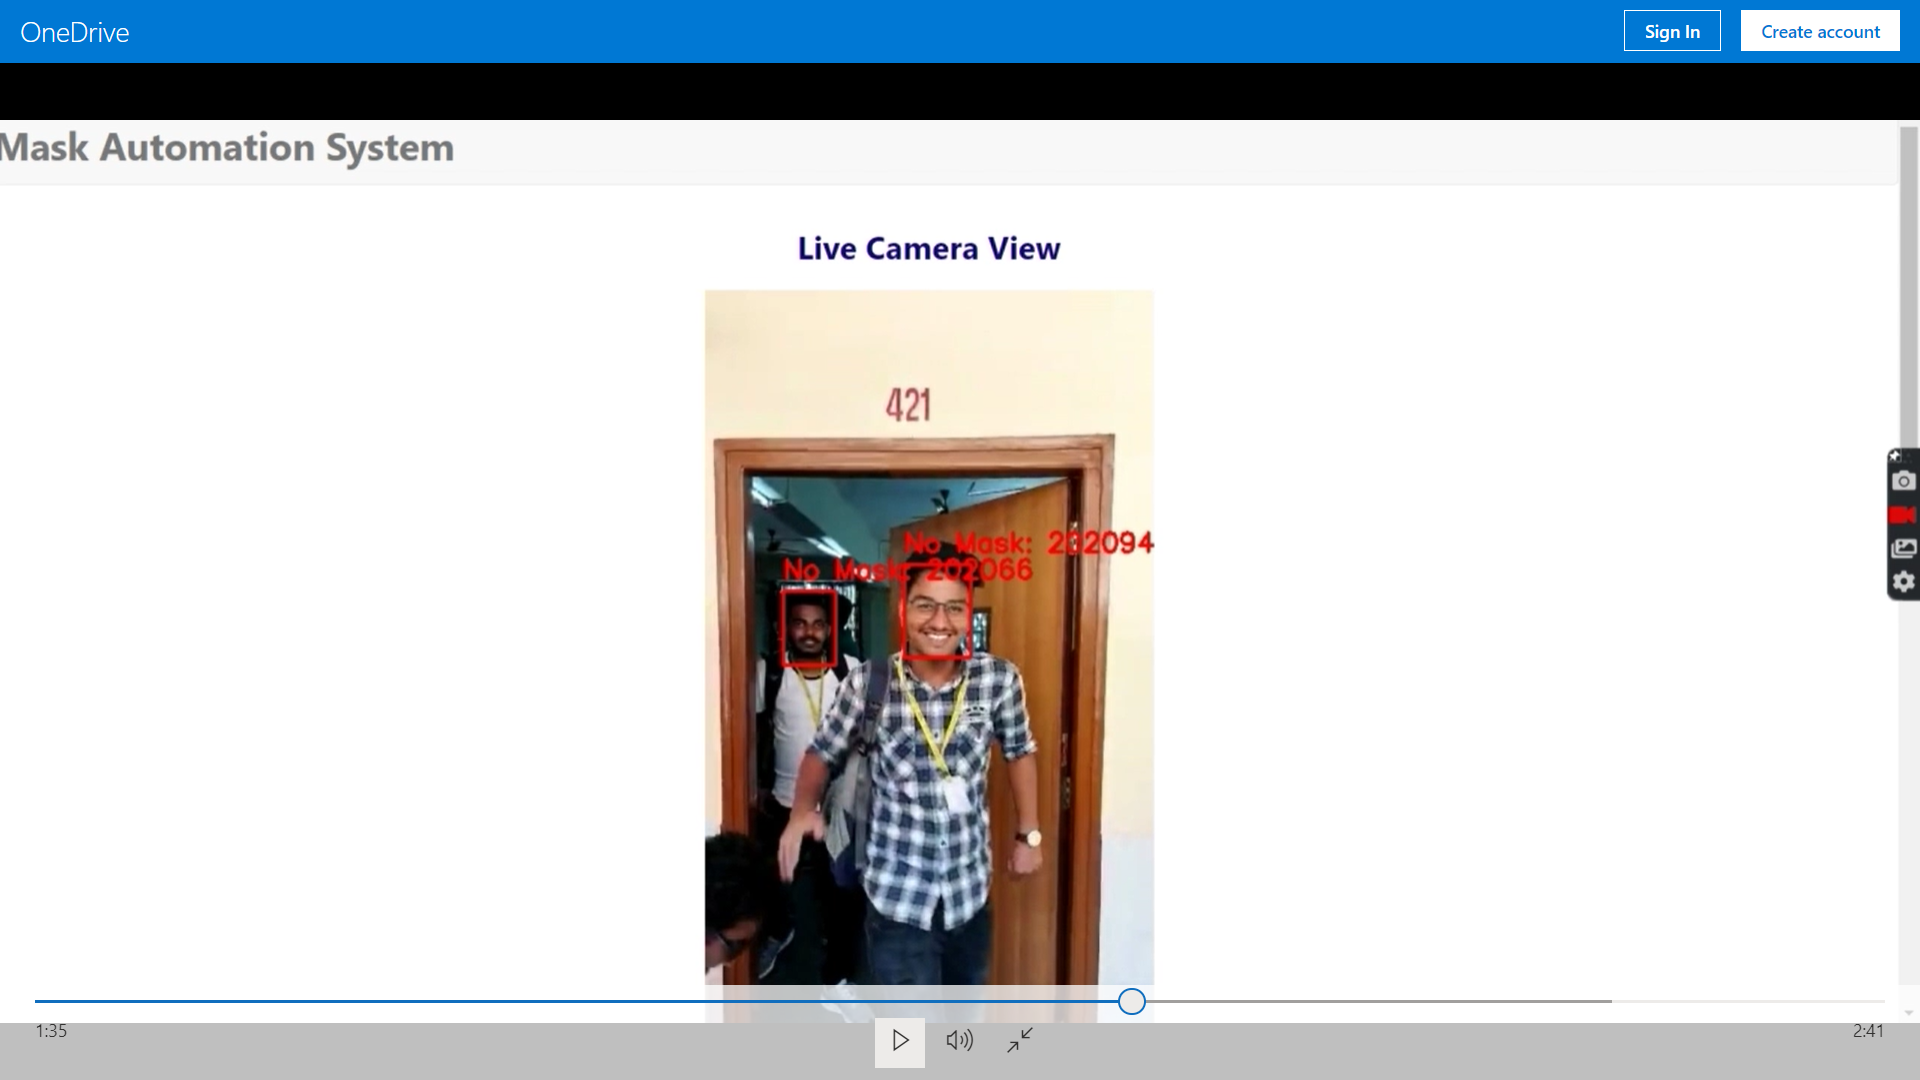 OneDrive
Sign In
Create account
Mask Automation System
Live Camera View
421
No Mask: 202094
No Mask: 202066
1:35
2:41